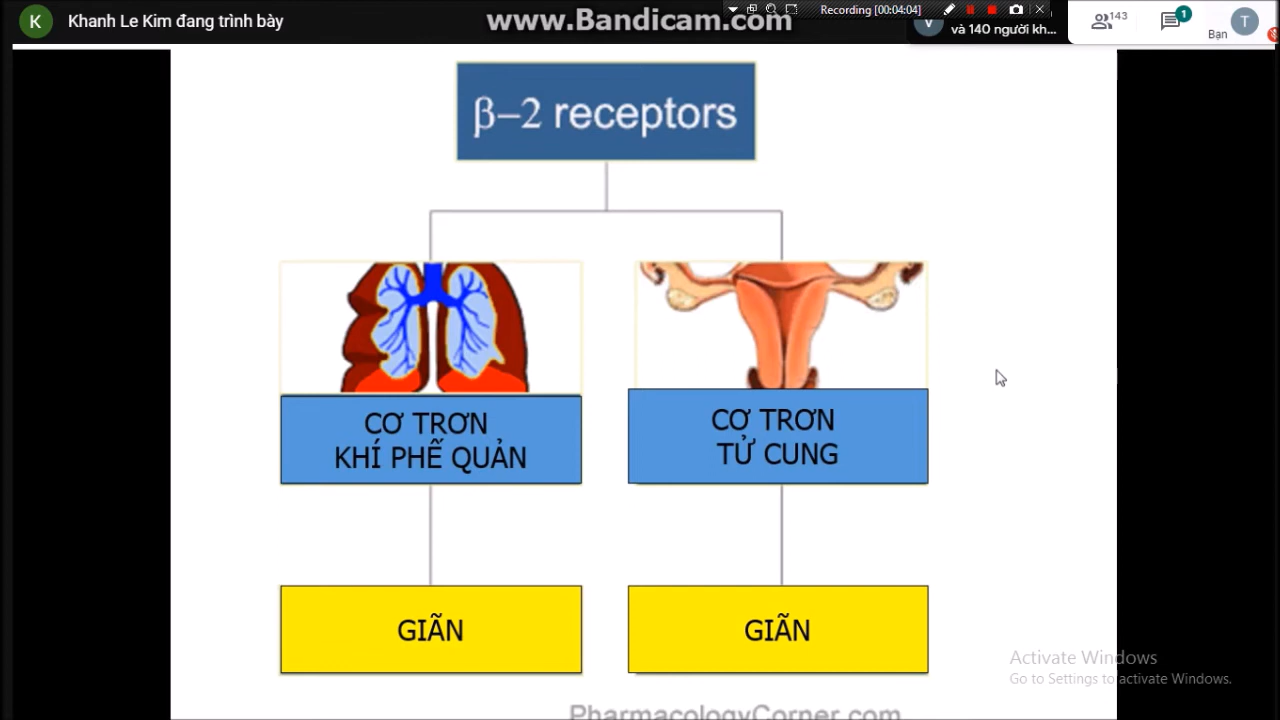 K
Khanh Le Kim đang trình bày
www.Bandicam.com
Recording [00:04:04]
V
và 140 người kh...
143
1
Bạn
T
β–2 receptors
CƠ TRƠN
KHÍ PHẾ QUẢN
CƠ TRƠN
TỬ CUNG
GIÃN
GIÃN
Activate Windows
Go to Settings to activate Windows.
PharmacologyCorner.com